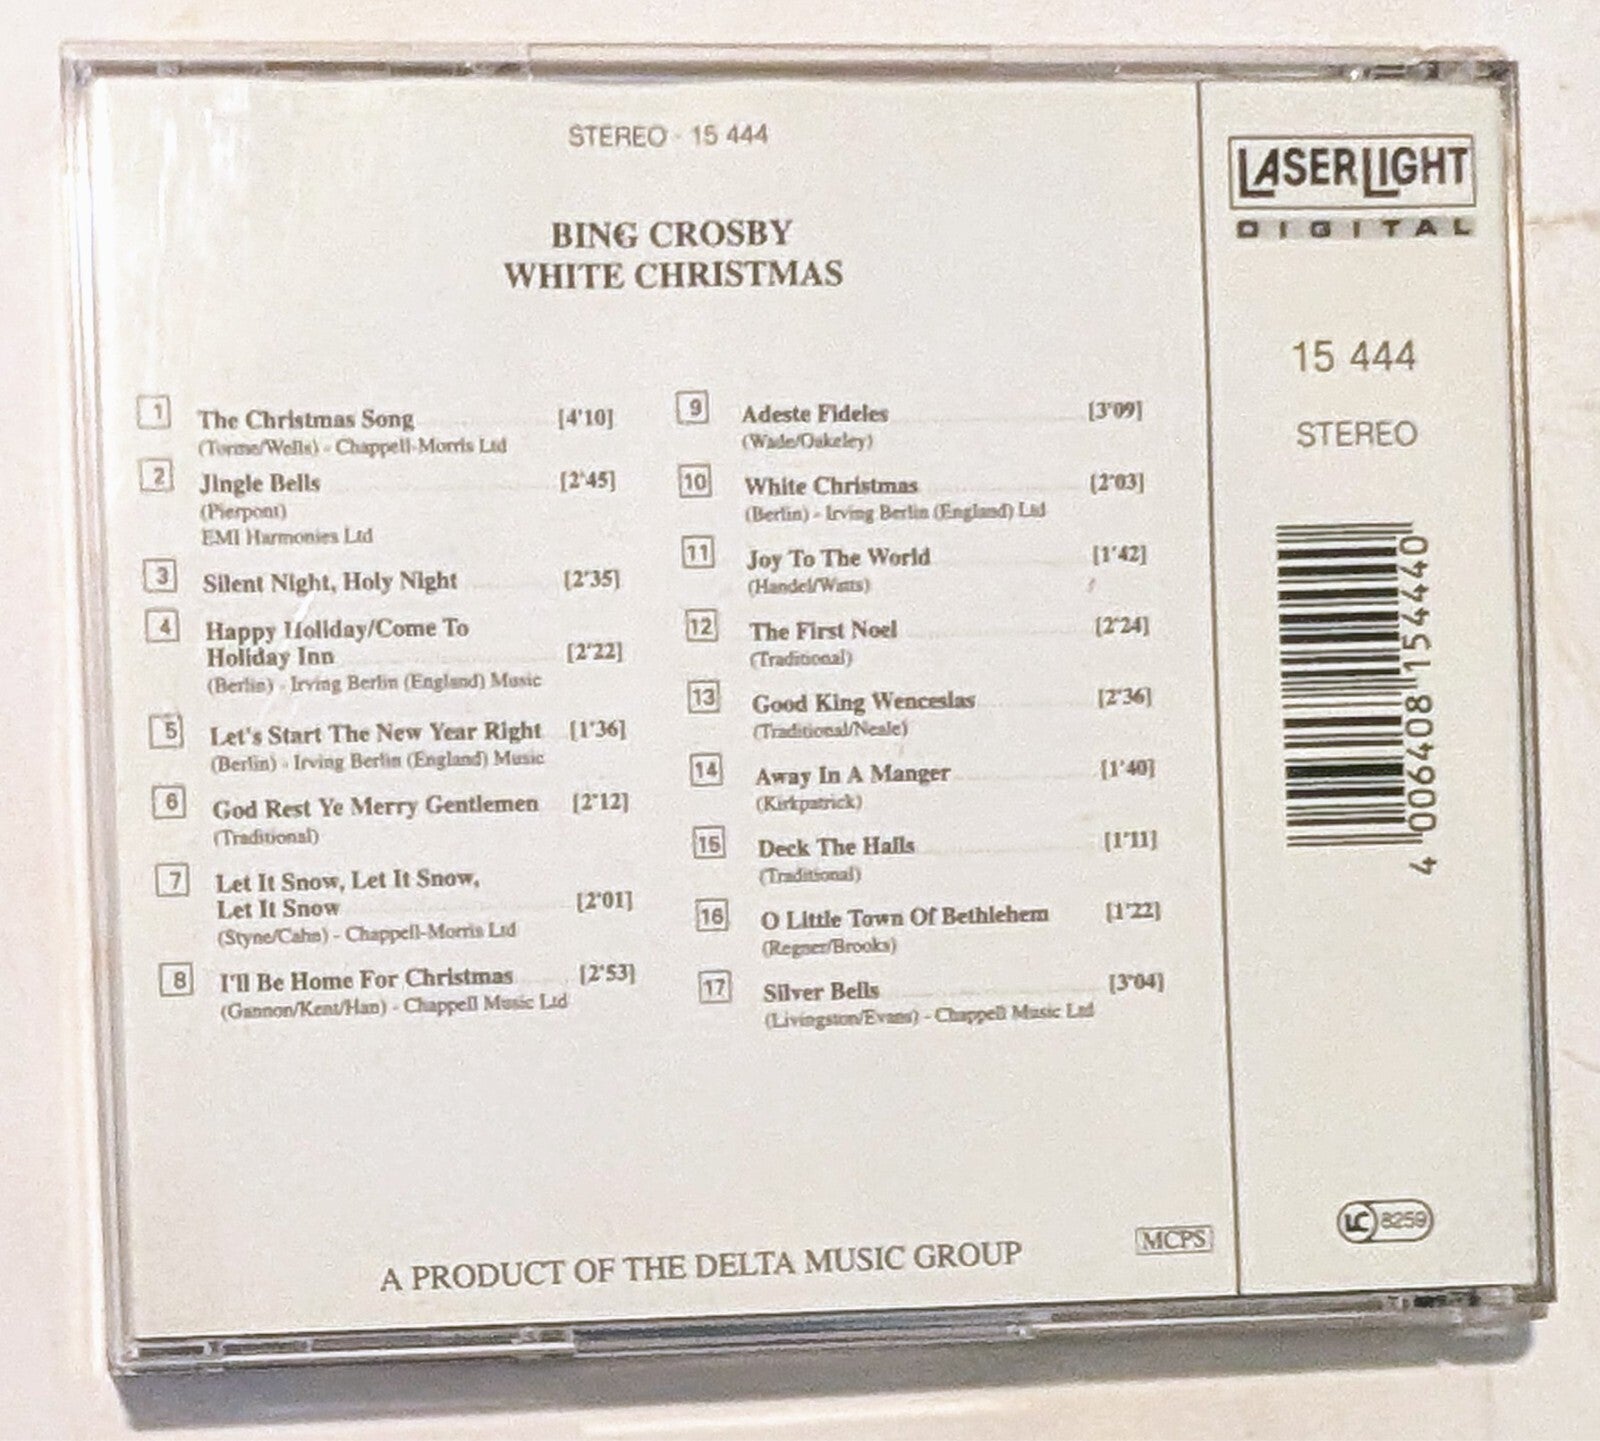 STEREO - 15 444
BING CROSBY
WHITE CHRISTMAS
1 The Christmas Song [4'10]
(Torme/Wells) - Chappell-Morris Ltd
2 Jingle Bells [2'45]
(Pierpont)
EMI Harmonies Ltd
3 Silent Night, Holy Night [2'35]
4 Happy Holiday/Come To
Holiday Inn [2'22]
(Berlin) - Irving Berlin (England) Music
5 Let's Start The New Year Right [1'36]
(Berlin) - Irving Berlin (England) Music
6 God Rest Ye Merry Gentlemen [2'12]
(Traditional)
7 Let It Snow, Let It Snow,
Let It Snow [2'01]
(Styne/Cahn) - Chappell-Morris Ltd
8 I'll Be Home For Christmas [2'53]
(Gannon/Kent/Han) - Chappell Music Ltd
9 Adeste Fideles [3'09]
(Wade/Oakeley)
10 White Christmas [2'03]
(Berlin) - Irving Berlin (England) Ltd
11 Joy To The World [1'42]
(Handel/Watts)
12 The First Noel [2'24]
(Traditional)
13 Good King Wenceslas [2'36]
(Traditional/Neale)
14 Away In A Manger [1'40]
(Kirkpatrick)
15 Deck The Halls [1'11]
(Traditional)
16 O Little Town Of Bethlehem [1'22]
(Regner/Brooks)
17 Silver Bells [3'04]
(Livingston/Evans) - Chappell Music Ltd
A PRODUCT OF THE DELTA MUSIC GROUP
MCPS
LASERLIGHT
DIGITAL
15 444
STEREO
4 006408 154440
LC 8259